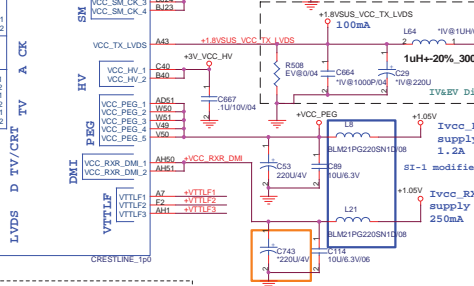 SM
VCC_SM_CK_3
VCC_SM_CK_4
BJ24
BJ23
VCC_TX_LVDS
A43
+1.8VSUS_VCC_TX_LVDS
+1.8VSUS_VCC_TX_LVDS
100mA
L64
*IV@1UH/
1uH+-20%_300
HV
VCC_HV_1
VCC_HV_2
C40
B40
+3V_VCC_HV
R508
EV@0/04
C664
*IV@1000P/04
C29
*IV@220U
IV&EV Di
C667
.1U/10V/04
1
2
PEG
VCC_PEG_1
VCC_PEG_2
VCC_PEG_3
VCC_PEG_4
VCC_PEG_5
AD51
W50
W51
V49
V50
+VCC_PEG
L8
+1.05V
BLM21PG220SN1D/08
Ivcc_P
supply
1.2A
SI-1 modifie
DMI
VCC_RXR_DMI_1
VCC_RXR_DMI_2
AH50
AH51
+VCC_RXR_DMI
C53
220U/4V
C89
10U/6.3V
VTTLF
VTTLF1
VTTLF2
VTTLF3
A7
F2
AH1
+VTTLF1
+VTTLF2
+VTTLF3
L21
+1.05V
BLM21PG220SN1D/08
Ivcc_RX
supply
250mA
C743
*220U/4V
C114
10U/6.3V/06
CRESTLINE_1p0
A CK
D TV/CRT
LVDS